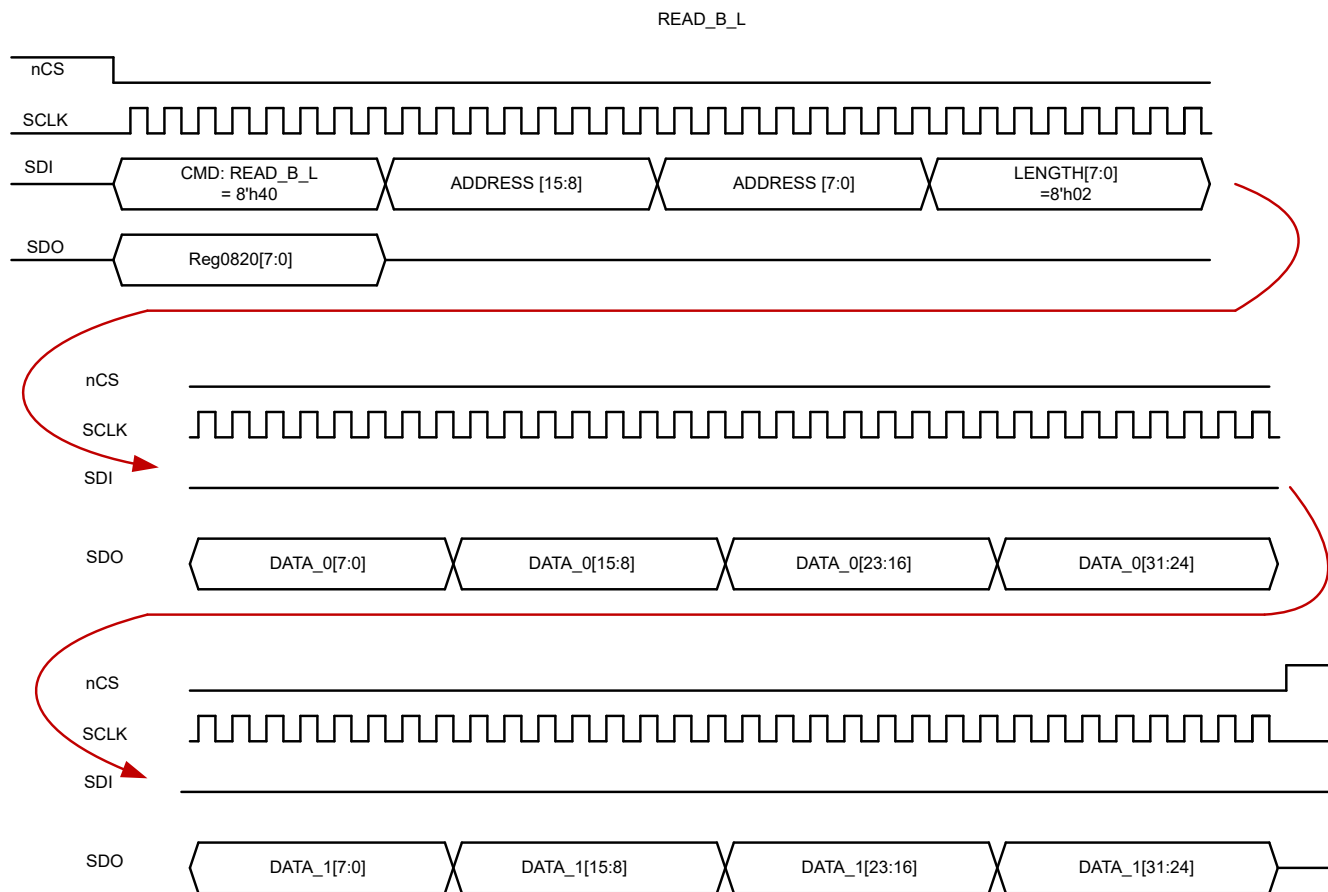 READ_B_L
nCS
SCLK
SDI
CMD: READ_B_L
= 8'h40
ADDRESS [15:8]
ADDRESS [7:0]
LENGTH[7:0]
=8'h02
SDO
Reg0820[7:0]
nCS
SCLK
SDI
SDO
DATA_0[7:0]
DATA_0[15:8]
DATA_0[23:16]
DATA_0[31:24]
nCS
SCLK
SDI
SDO
DATA_1[7:0]
DATA_1[15:8]
DATA_1[23:16]
DATA_1[31:24]